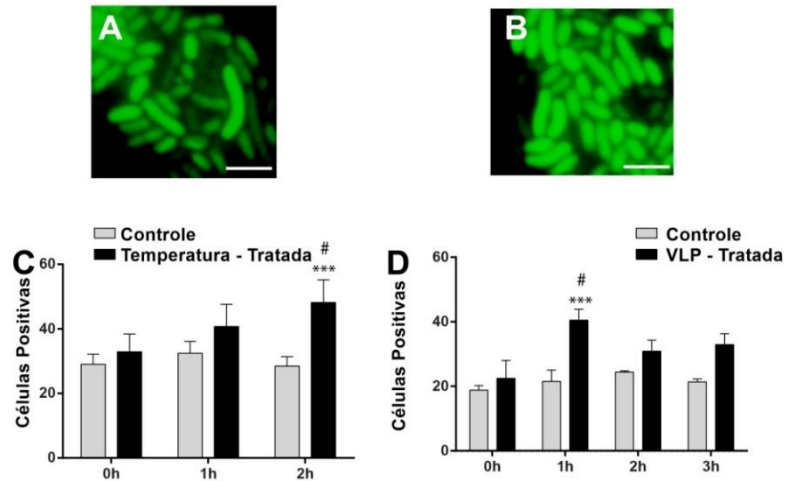 A
B
C
Controle
Temperatura - Tratada
#
***
Células Positivas
60
40
20
0
0h 1h 2h
D
Controle
VLP - Tratada
#
***
Células Positivas
60
40
20
0
0h 1h 2h 3h